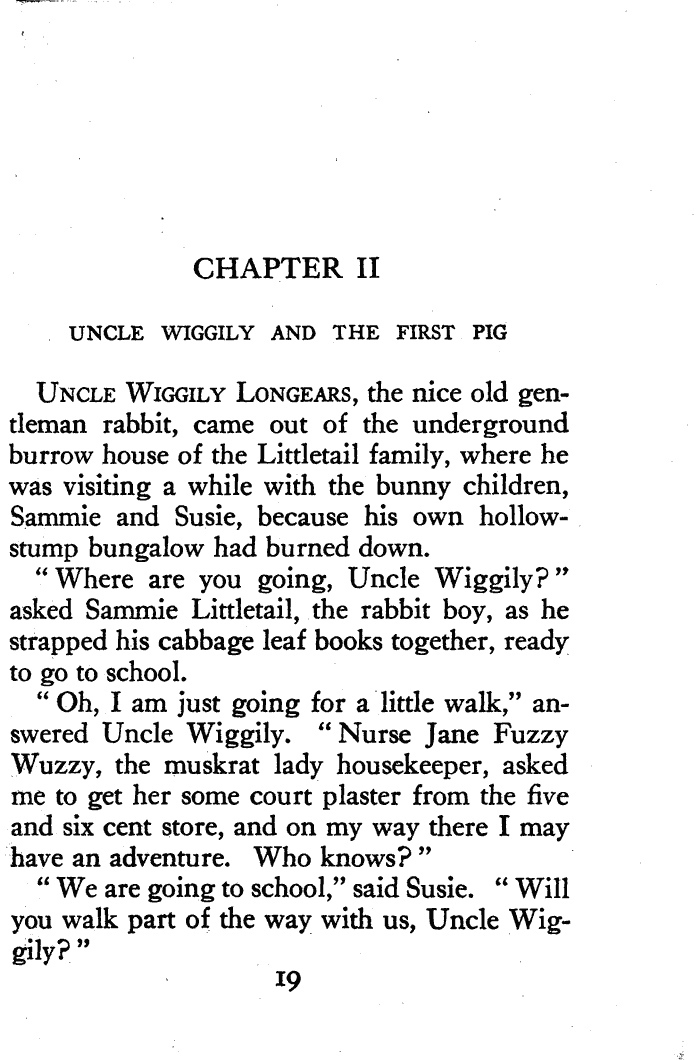 CHAPTER II
UNCLE WIGGILY AND THE FIRST PIG
UNCLE WIGGILY LONGEARS, the nice old gen-
tleman rabbit, came out of the underground
burrow house of the Littletail family, where he
was visiting a while with the bunny children,
Sammie and Susie, because his own hollow-
stump bungalow had burned down.
“ Where are you going, Uncle Wiggily? ”
asked Sammie Littletail, the rabbit boy, as he
strapped his cabbage leaf books together, ready
to go to school.
“ Oh, I am just going for a little walk,” an-
swered Uncle Wiggily. “ Nurse Jane Fuzzy
Wuzzy, the muskrat lady housekeeper, asked
me to get her some court plaster from the five
and six cent store, and on my way there I may
have an adventure. Who knows? ”
“ We are going to school,” said Susie. “ Will
you walk part of the way with us, Uncle Wig-
gily? ”
19